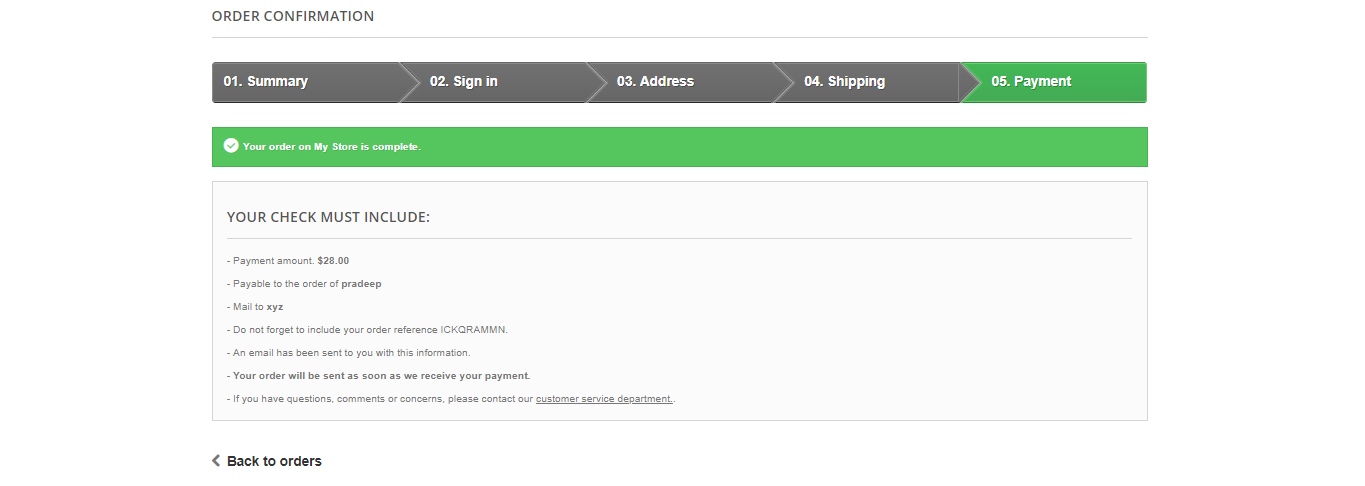 ORDER CONFIRMATION
01. Summary 02. Sign in 03. Address 04. Shipping 05. Payment
Your order on My Store is complete.
YOUR CHECK MUST INCLUDE:
- Payment amount. $28.00
- Payable to the order of pradeep
- Mail to xyz
- Do not forget to include your order reference ICKQRAMMN.
- An email has been sent to you with this information.
- Your order will be sent as soon as we receive your payment.
- If you have questions, comments or concerns, please contact our customer service department..
Back to orders